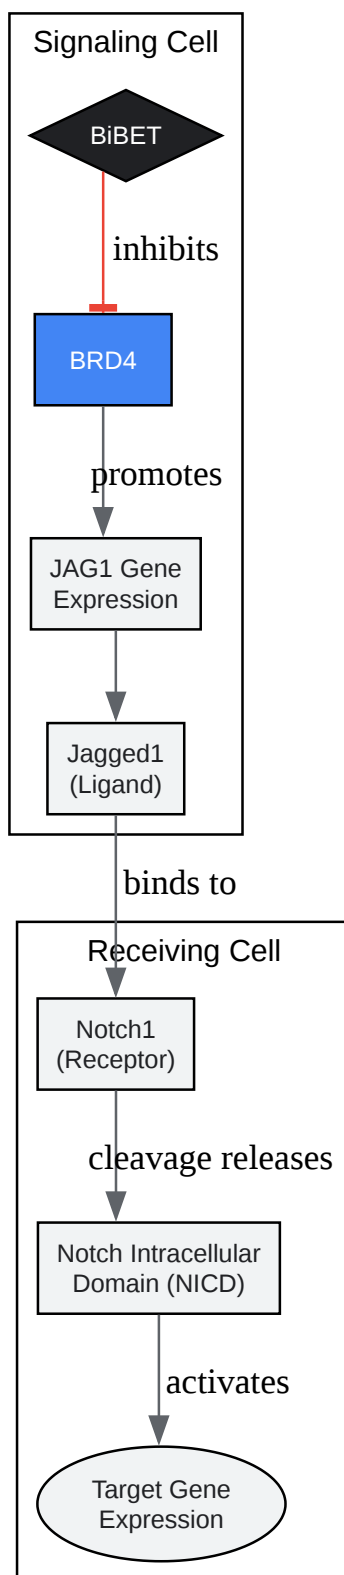 Signaling Cell
BiBET
inhibits
BRD4
promotes
JAG1 Gene
Expression
Jagged1
(Ligand)
binds to
Receiving Cell
Notch1
(Receptor)
cleavage releases
Notch Intracellular
Domain (NICD)
activates
Target Gene
Expression